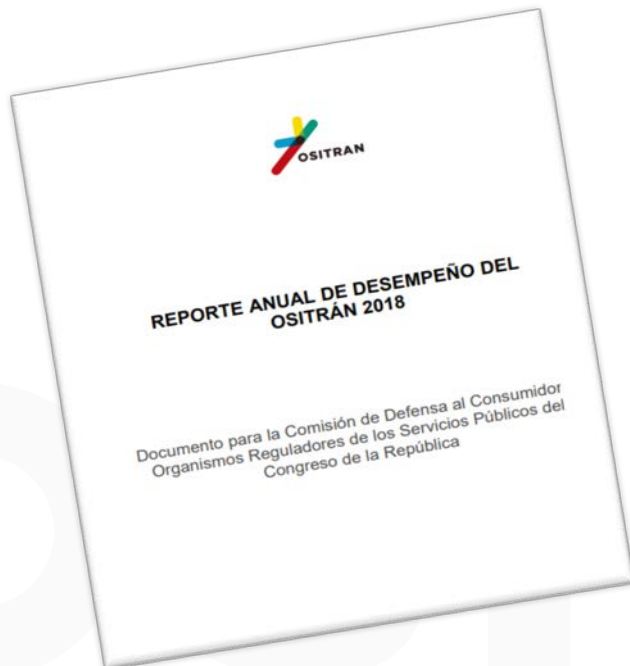 OSITRAN
REPORTE ANUAL DE DESEMPEÑO DEL
OSITRÁN 2018
Documento para la Comisión de Defensa al Consumidor
Organismos Reguladores de los Servicios Públicos del
Congreso de la República